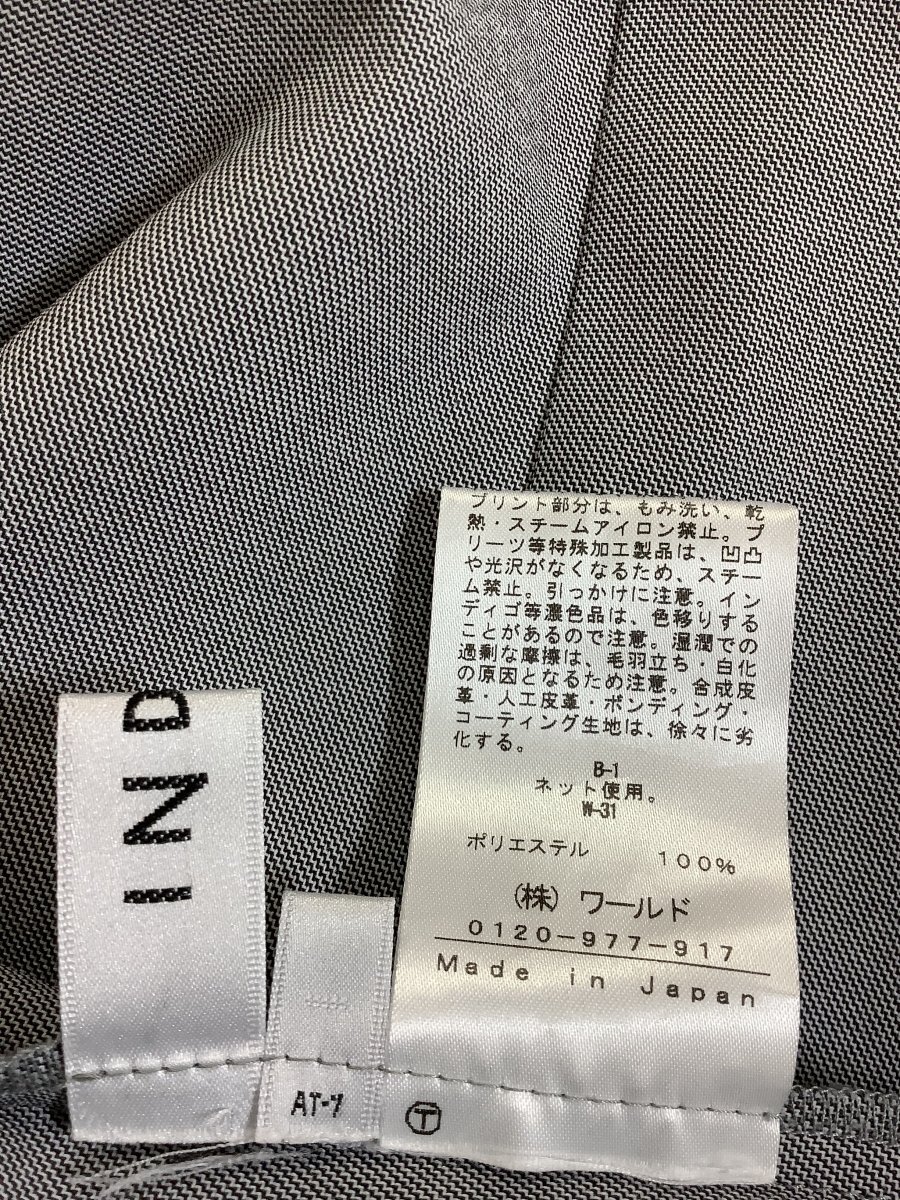 プリント部分は、もみ洗い、乾
熱・スチームアイロン禁止。プ
リーツ等特殊加工製品は、凹凸
や光沢がなくなるため、スチー
ム禁止。引っかけに注意。イン
ディゴ等濃色品は、色移りする
ことがあるので注意。湿潤での
過剰な摩擦は、毛羽立ち・白化
の原因となるため注意。合成皮
革・人工皮革・ボンディング・
コーティング生地は、徐々に劣
化する。
B-1
ネット使用。
W-31
ポリエステル 100%
(株)ワールド
0120-977-917
Made in Japan
IND
AT-7
Ⓣ